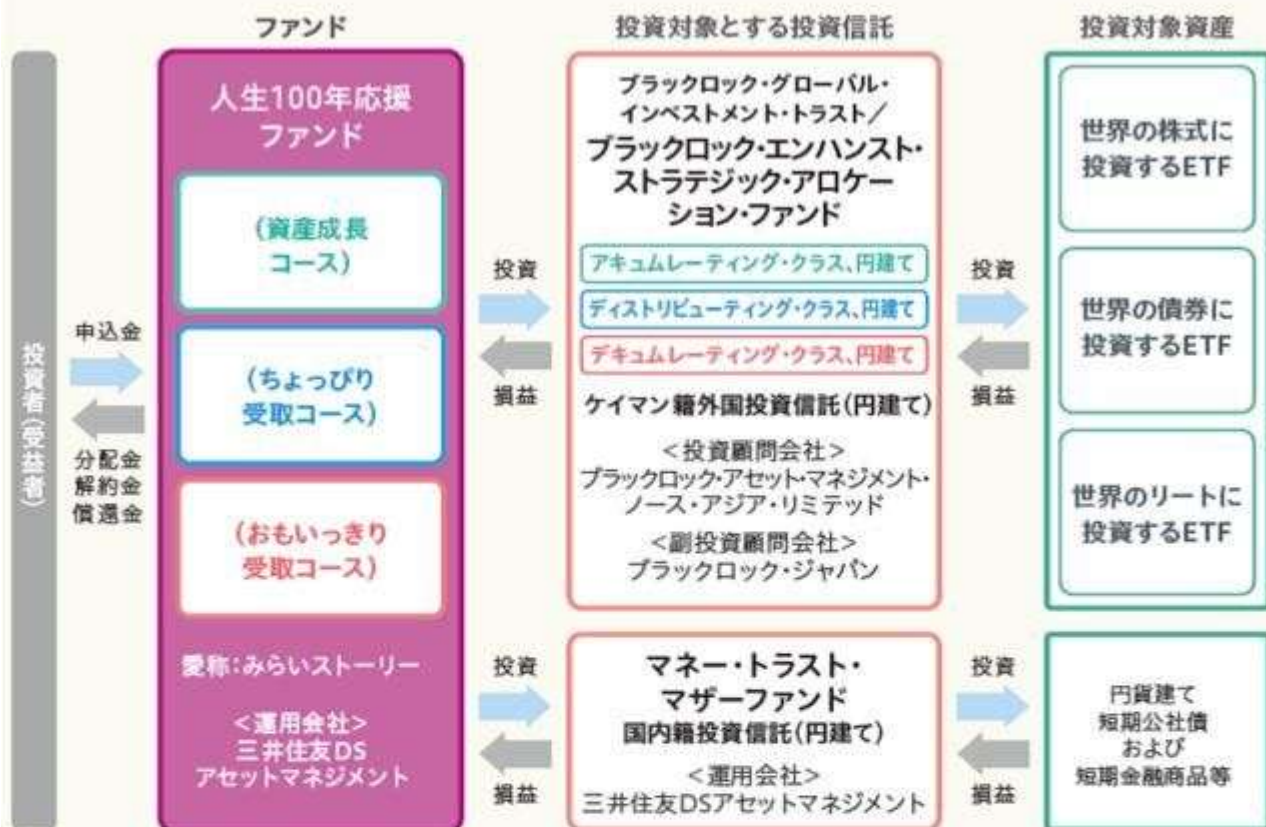 ファンド
投資対象とする投資信託
投資対象資産
投資者(受益者)
申込金
分配金
解約金
償還金
人生100年応援
ファンド
(資産成長
コース)
(ちょっぴり
受取コース)
(おもいっきり
受取コース)
愛称:みらいストーリー
<運用会社>
三井住友DS
アセットマネジメント
投資
損益
投資
損益
ブラックロック・グローバル・
インベストメント・トラスト/
ブラックロック・エンハンスト・
ストラテジック・アロケー
ション・ファンド
アキュムレーティング・クラス、円建て
ディストリビューティング・クラス、円建て
デキュムレーティング・クラス、円建て
ケイマン籍外国投資信託(円建て)
<投資顧問会社>
ブラックロック・アセット・マネジメント・
ノース・アジア・リミテッド
<副投資顧問会社>
ブラックロック・ジャパン
マネー・トラスト・
マザーファンド
国内籍投資信託(円建て)
<運用会社>
三井住友DSアセットマネジメント
投資
損益
投資
損益
世界の株式に
投資するETF
世界の債券に
投資するETF
世界のリートに
投資するETF
円貨建て
短期公社債
および
短期金融商品等